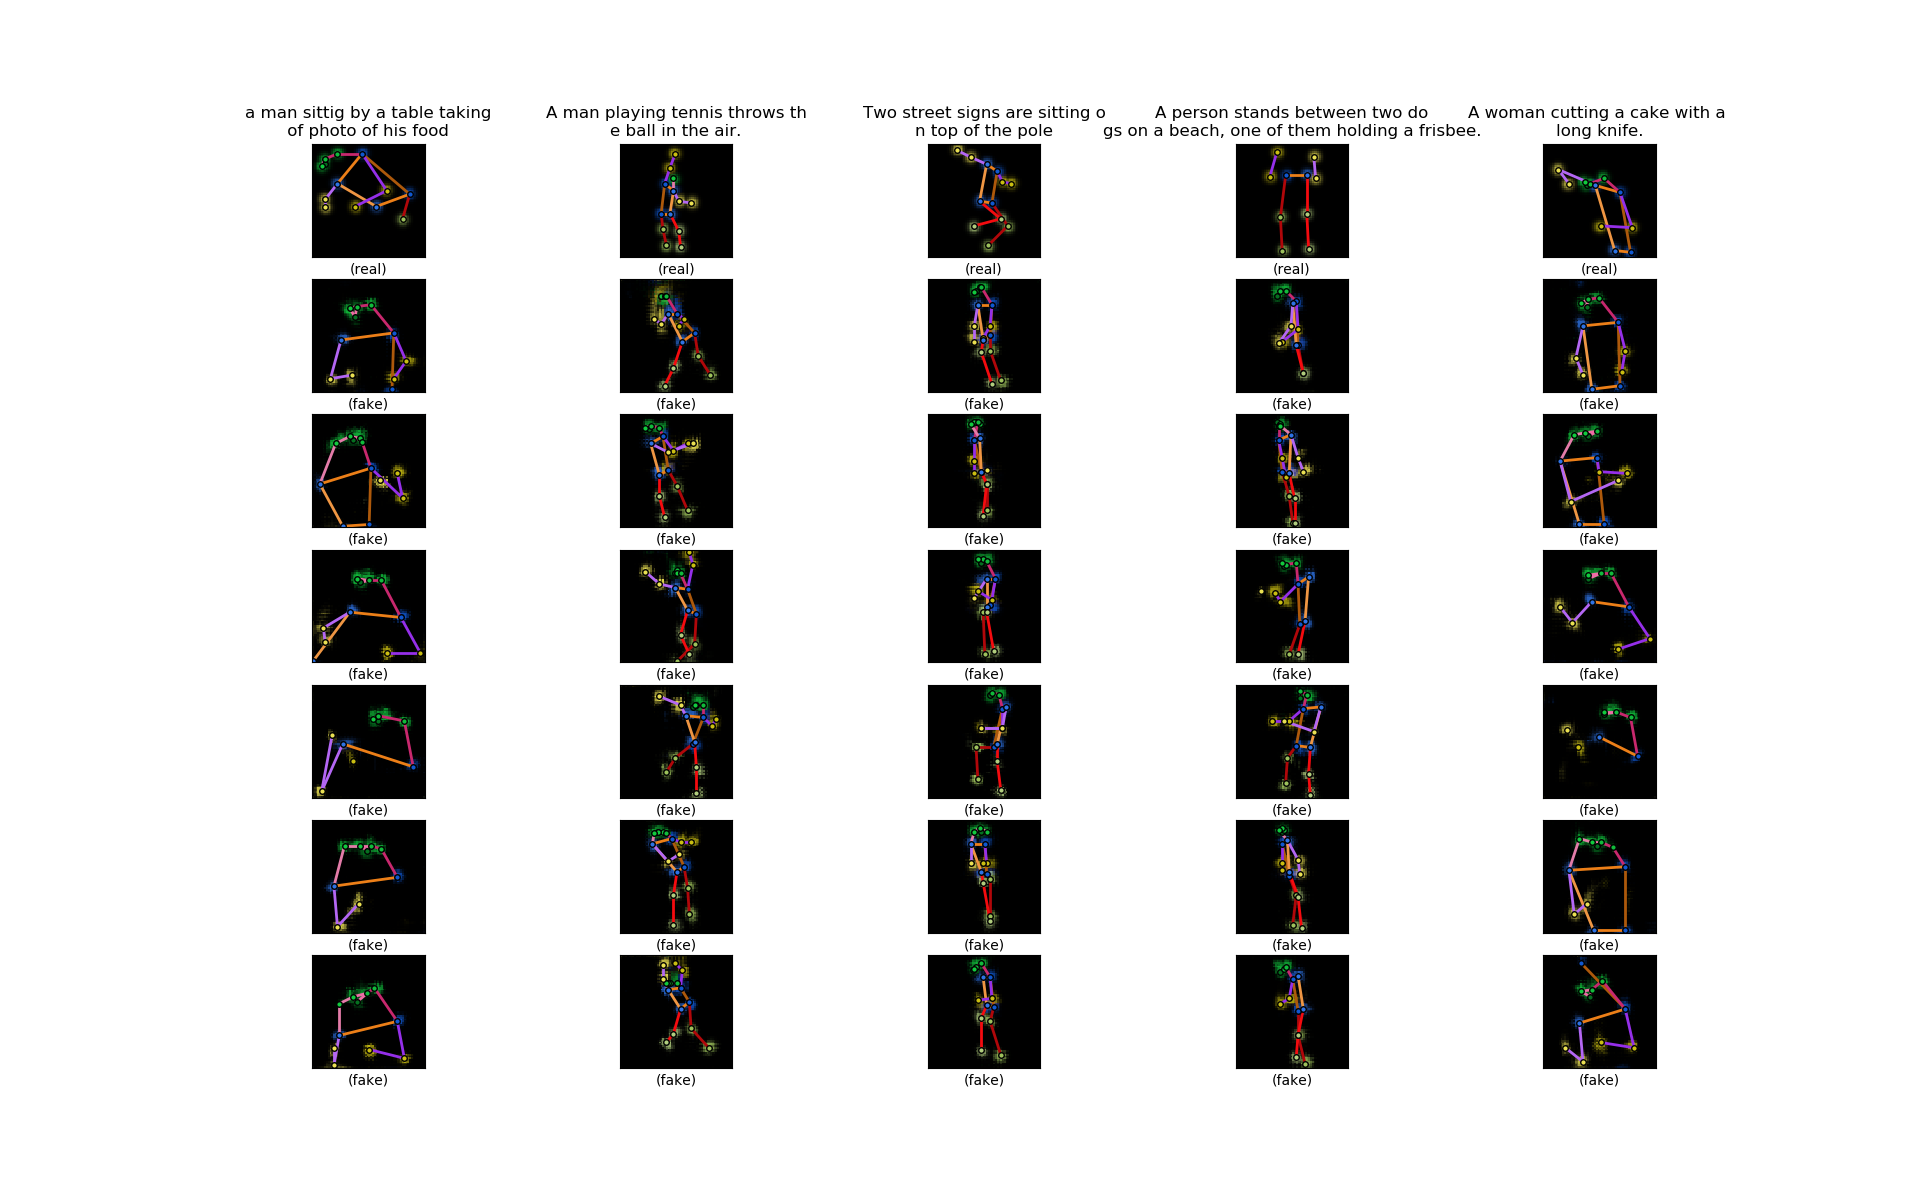 a man sittig by a table taking
of photo of his food
A man playing tennis throws th
e ball in the air.
Two street signs are sitting o
n top of the pole
A person stands between two do
gs on a beach, one of them holding a frisbee.
A woman cutting a cake with a
long knife.
(real) (real) (real) (real) (real)
(fake) (fake) (fake) (fake) (fake)
(fake) (fake) (fake) (fake) (fake)
(fake) (fake) (fake) (fake) (fake)
(fake) (fake) (fake) (fake) (fake)
(fake) (fake) (fake) (fake) (fake)
(fake) (fake) (fake) (fake) (fake)